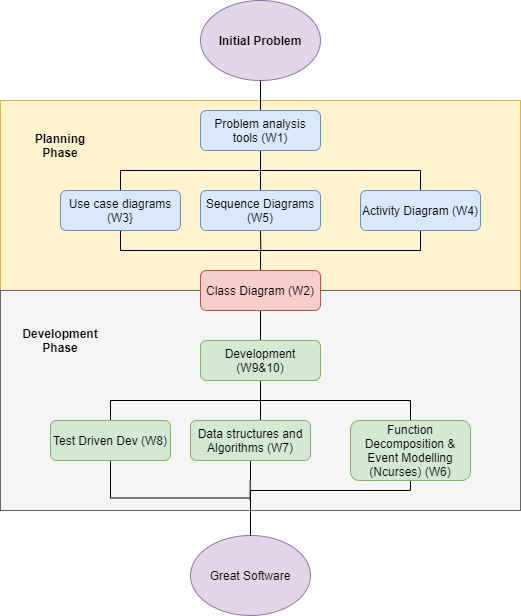 Initial Problem
Planning
Phase
Problem analysis
tools (W1)
Use case diagrams
(W3}
Sequence Diagrams
(W5)
Activity Diagram (W4)
Class Diagram (W2)
Development
Phase
Development
(W9&10)
Test Driven Dev (W8)
Data structures and
Algorithms (W7)
Function
Decomposition &
Event Modelling
(Ncurses) (W6)
Great Software